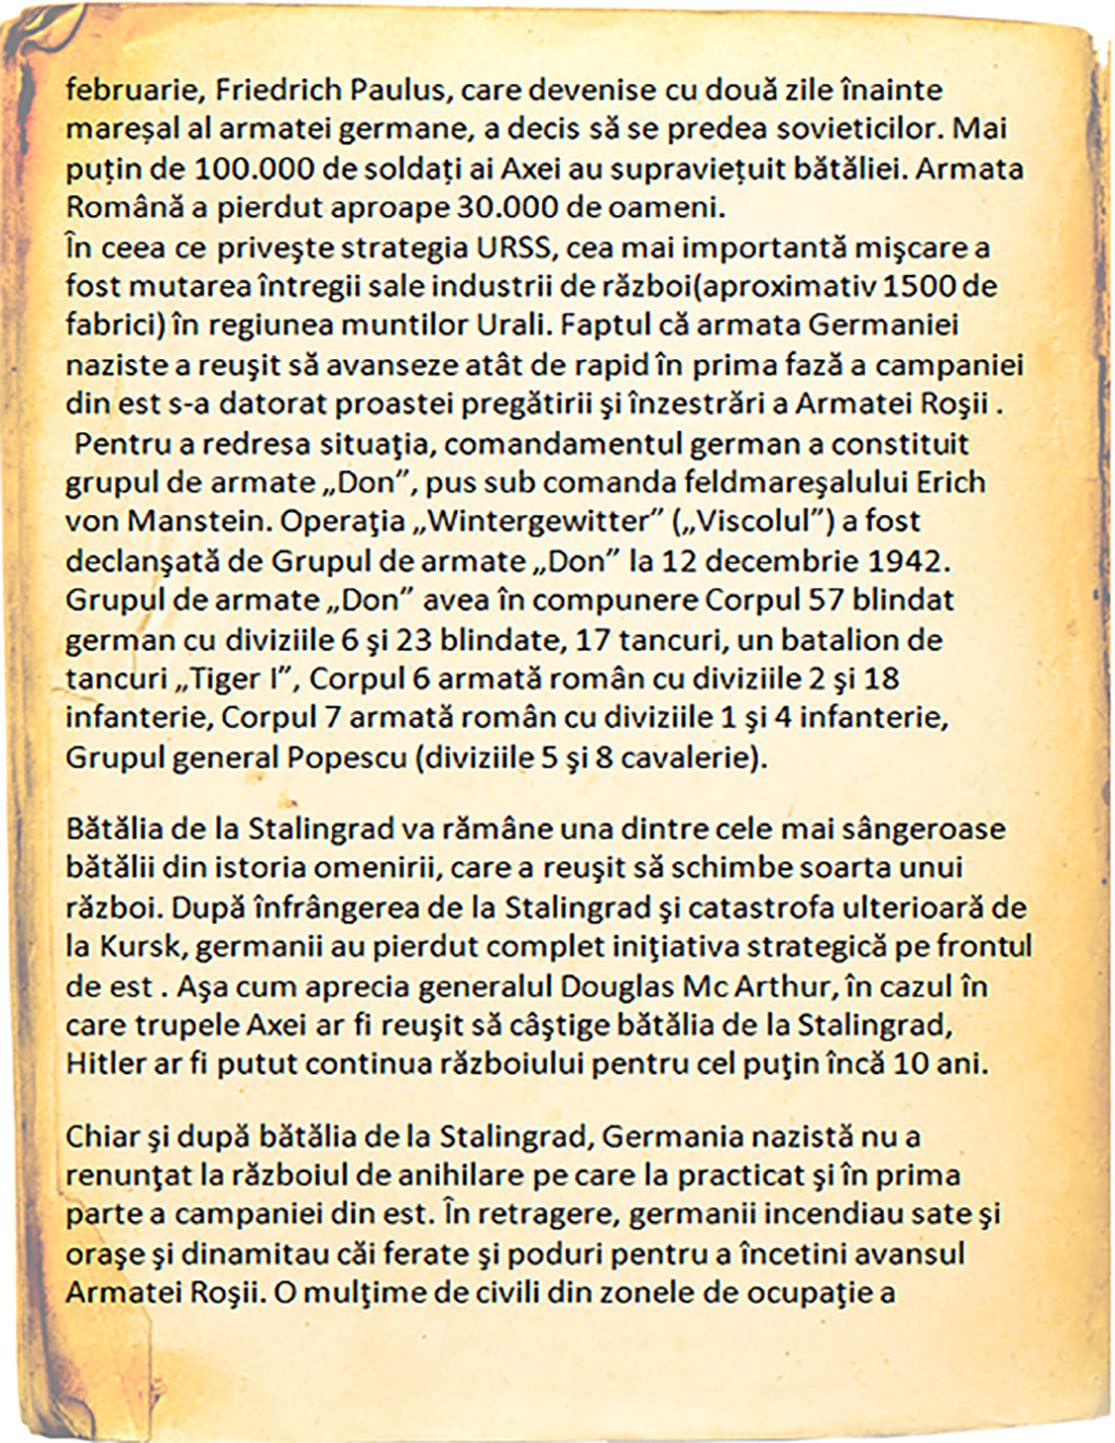 februarie, Friedrich Paulus, care devenise cu două zile înainte
mareșal al armatei germane, a decis să se predea sovieticilor. Mai
puțin de 100.000 de soldați ai Axei au supraviețuit bătăliei. Armata
Română a pierdut aproape 30.000 de oameni.
În ceea ce priveşte strategia URSS, cea mai importantă mişcare a
fost mutarea întregii sale industrii de război(aproximativ 1500 de
fabrici) în regiunea muntilor Urali. Faptul că armata Germaniei
naziste a reuşit să avanseze atât de rapid în prima fază a campaniei
din est s-a datorat proastei pregătirii şi înzestrări a Armatei Roşii .
Pentru a redresa situaţia, comandamentul german a constituit
grupul de armate „Don”, pus sub comanda feldmareşalului Erich
von Manstein. Operaţia „Wintergewitter” („Viscolul”) a fost
declanşată de Grupul de armate „Don” la 12 decembrie 1942.
Grupul de armate „Don” avea în compunere Corpul 57 blindat
german cu diviziile 6 şi 23 blindate, 17 tancuri, un batalion de
tancuri „Tiger I”, Corpul 6 armată român cu diviziile 2 şi 18
infanterie, Corpul 7 armată român cu diviziile 1 şi 4 infanterie,
Grupul general Popescu (diviziile 5 şi 8 cavalerie).
Bătălia de la Stalingrad va rămâne una dintre cele mai sângeroase
bătălii din istoria omenirii, care a reuşit să schimbe soarta unui
război. După înfrângerea de la Stalingrad şi catastrofa ulterioară de
la Kursk, germanii au pierdut complet iniţiativa strategică pe frontul
de est . Aşa cum aprecia generalul Douglas Mc Arthur, în cazul în
care trupele Axei ar fi reuşit să câştige bătălia de la Stalingrad,
Hitler ar fi putut continua războiului pentru cel puţin încă 10 ani.
Chiar şi după bătălia de la Stalingrad, Germania nazistă nu a
renunţat la războiul de anihilare pe care la practicat şi în prima
parte a campaniei din est. În retragere, germanii incendiau sate şi
oraşe şi dinamitau căi ferate şi poduri pentru a încetini avansul
Armatei Roşii. O mulţime de civili din zonele de ocupaţie a